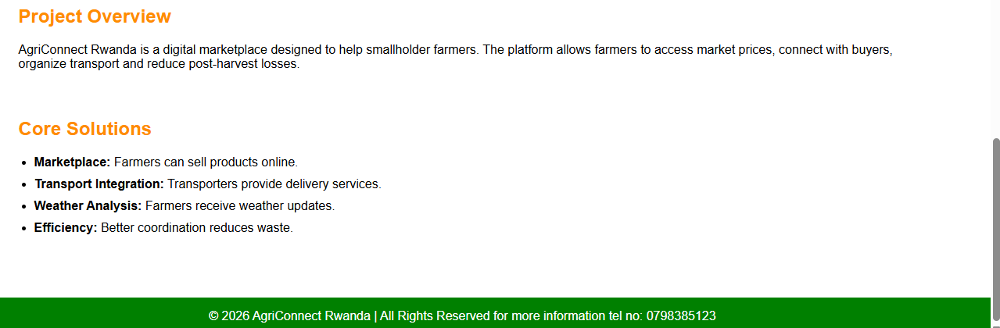 Project Overview
AgriConnect Rwanda is a digital marketplace designed to help smallholder farmers. The platform allows farmers to access market prices, connect with buyers,
organize transport and reduce post-harvest losses.
Core Solutions
• Marketplace: Farmers can sell products online.
• Transport Integration: Transporters provide delivery services.
• Weather Analysis: Farmers receive weather updates.
• Efficiency: Better coordination reduces waste.
© 2026 AgriConnect Rwanda | All Rights Reserved for more information tel no: 0798385123